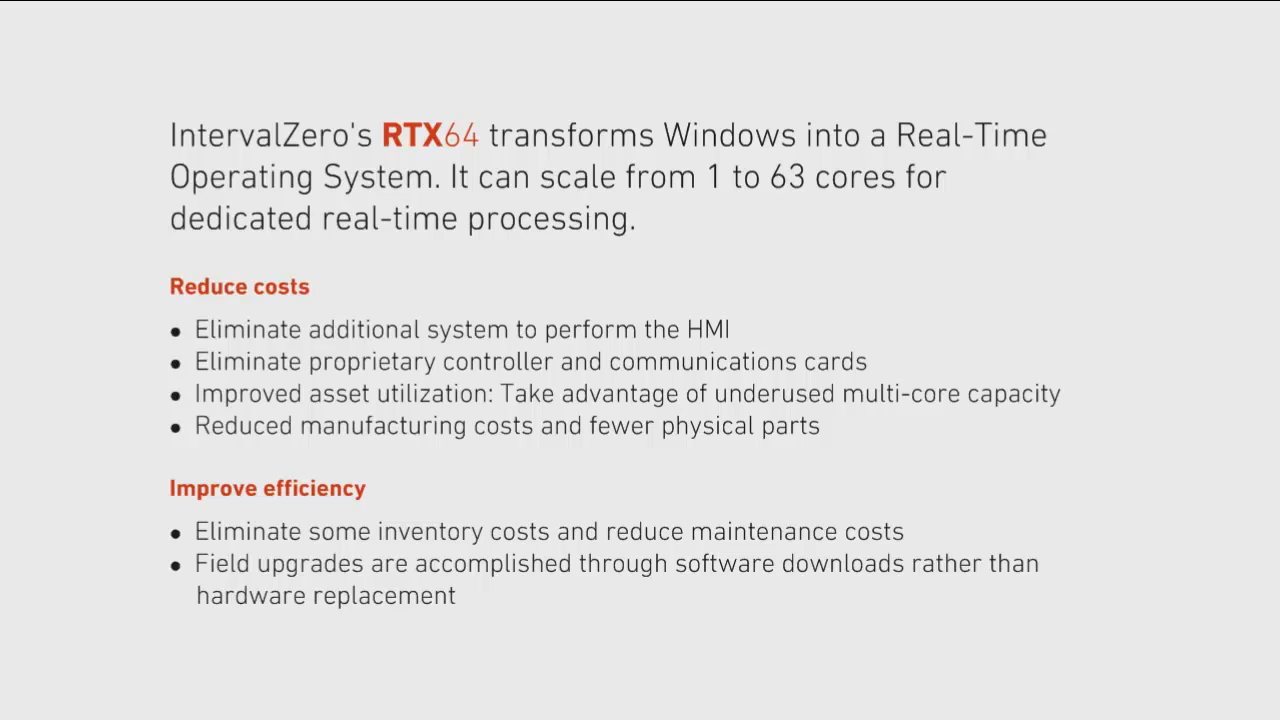 IntervalZero's RTX64 transforms Windows into a Real-Time
Operating System. It can scale from 1 to 63 cores for
dedicated real-time processing.
Reduce costs
● Eliminate additional system to perform the HMI
● Eliminate proprietary controller and communications cards
● Improved asset utilization: Take advantage of underused multi-core capacity
● Reduced manufacturing costs and fewer physical parts
Improve efficiency
● Eliminate some inventory costs and reduce maintenance costs
● Field upgrades are accomplished through software downloads rather than
hardware replacement